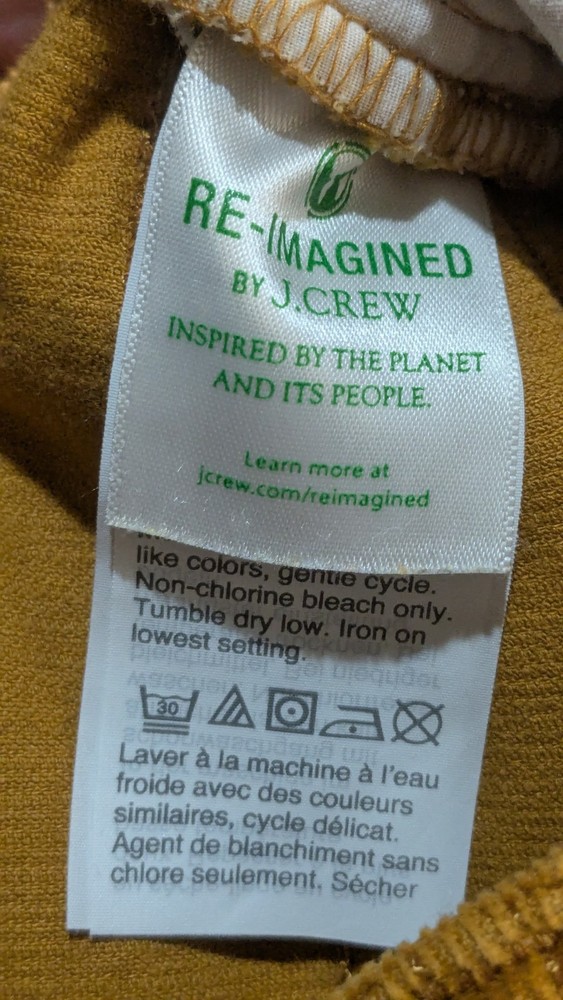 RE-IMAGINED
BY J.CREW
INSPIRED BY THE PLANET
AND ITS PEOPLE.
Learn more at
jcrew.com/reimagined
like colors, gentle cycle.
Non-chlorine bleach only.
Tumble dry low. Iron on
lowest setting.
30
Laver à la machine à l'eau
froide avec des couleurs
similaires, cycle délicat.
Agent de blanchiment sans
chlore seulement. Sécher